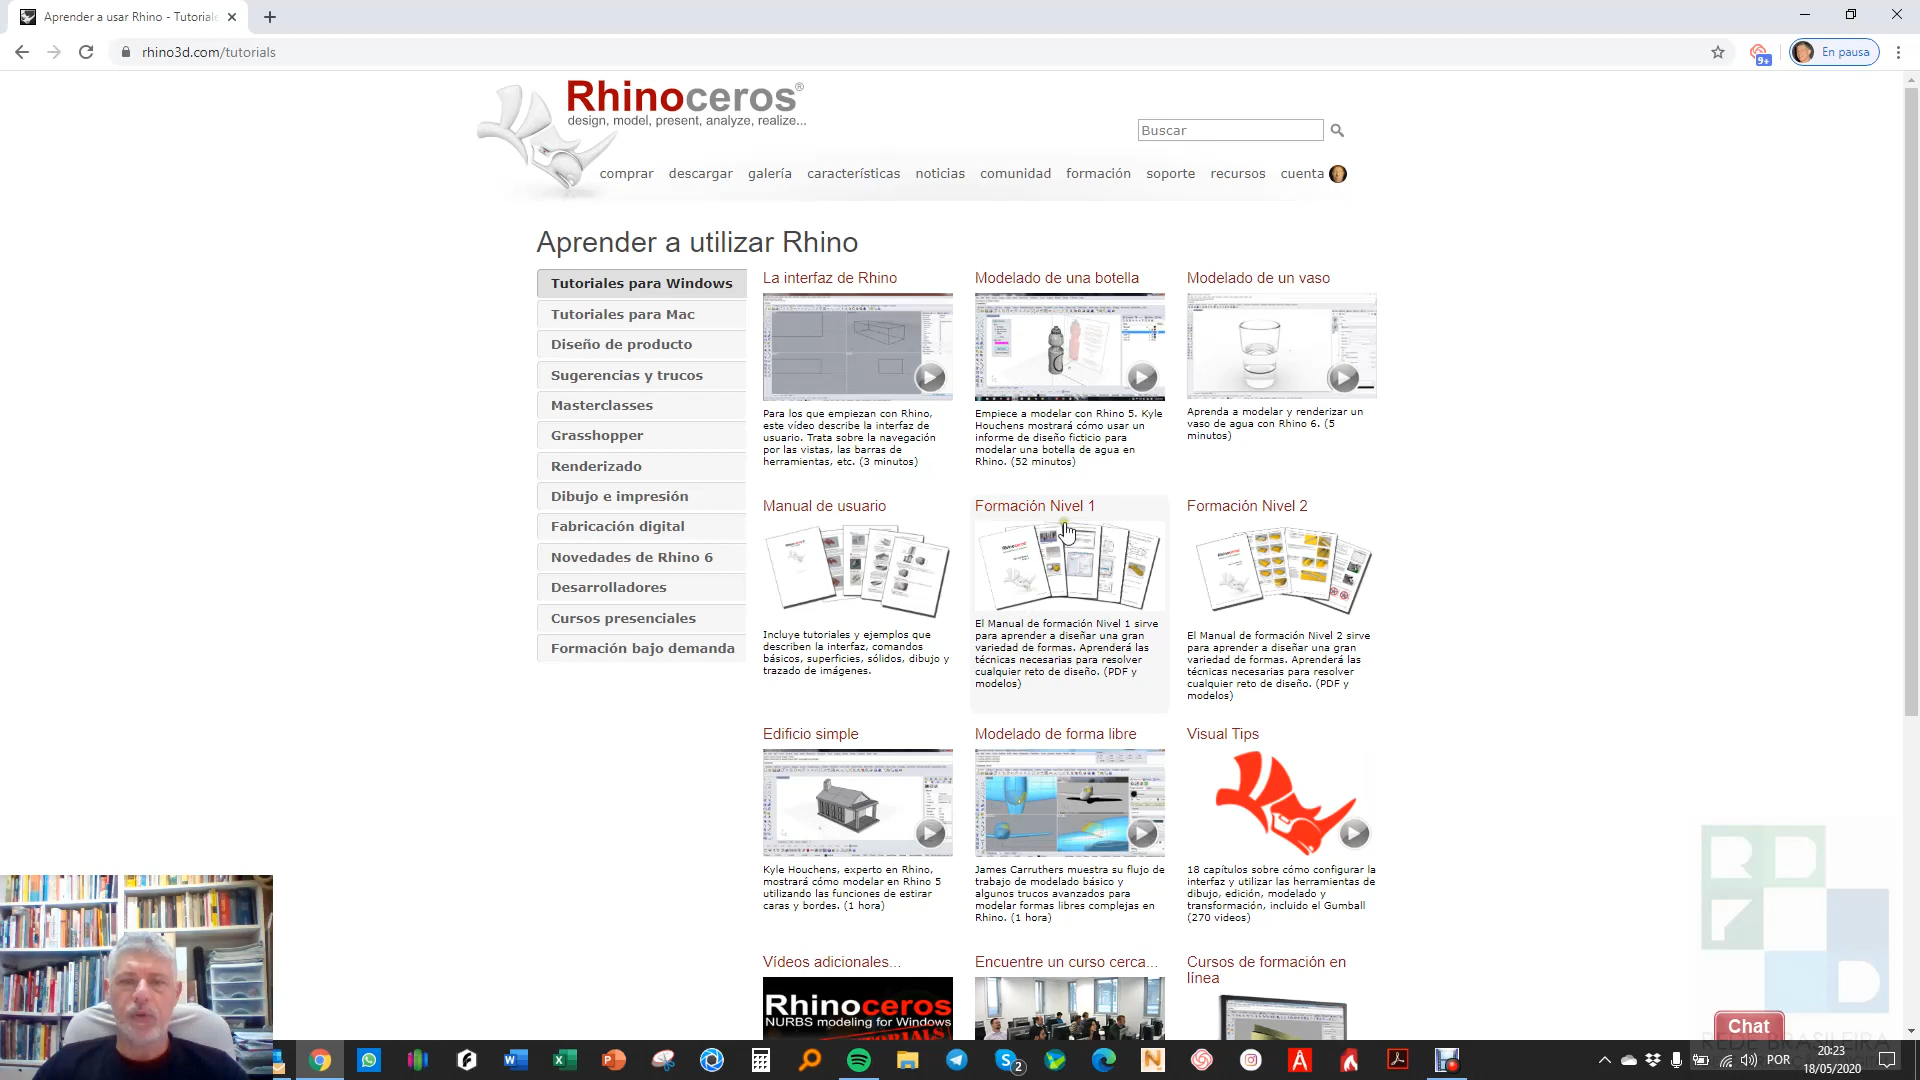 Aprender a usar Rhino - Tutoriale
rhino3d.com/tutorials
9+
En pausa
Rhinoceros®
design, model, present, analyze, realize...
Buscar
comprar descargar galería características noticias comunidad formación soporte recursos cuenta
Aprender a utilizar Rhino
Tutoriales para Windows
Tutoriales para Mac
Diseño de producto
Sugerencias y trucos
Masterclasses
Grasshopper
Renderizado
Dibujo e impresión
Fabricación digital
Novedades de Rhino 6
Desarrolladores
Cursos presenciales
Formación bajo demanda
La interfaz de Rhino
Para los que empiezan con Rhino,
este vídeo describe la interfaz de
usuario. Trata sobre la navegación
por las vistas, las barras de
herramientas, etc. (3 minutos)
Modelado de una botella
Empiece a modelar con Rhino 5. Kyle
Houchens mostrará cómo usar un
informe de diseño ficticio para
modelar una botella de agua en
Rhino. (52 minutos)
Modelado de un vaso
Aprenda a modelar y renderizar un
vaso de agua con Rhino 6. (5
minutos)
Manual de usuario
Incluye tutoriales y ejemplos que
describen la interfaz, comandos
básicos, superficies, sólidos, dibujo y
trazado de imágenes.
Formación Nivel 1
El Manual de formación Nivel 1 sirve
para aprender a diseñar una gran
variedad de formas. Aprenderá las
técnicas necesarias para resolver
cualquier reto de diseño. (PDF y
modelos)
Formación Nivel 2
El Manual de formación Nivel 2 sirve
para aprender a diseñar una gran
variedad de formas. Aprenderá las
técnicas necesarias para resolver
cualquier reto de diseño. (PDF y
modelos)
Edificio simple
Kyle Houchens, experto en Rhino,
mostrará cómo modelar en Rhino 5
utilizando las funciones de estirar
caras y bordes. (1 hora)
Modelado de forma libre
James Carruthers muestra su flujo de
trabajo de modelado básico y
algunos trucos avanzados para
modelar formas libres complejas en
Rhino. (1 hora)
Visual Tips
18 capítulos sobre cómo configurar la
interfaz y utilizar las herramientas de
dibujo, edición, modelado y
transformación, incluido el Gumball
(270 videos)
Vídeos adicionales...
Rhinoceros
NURBS modeling for Windows
Encuentre un curso cerca...
Cursos de formación en
línea
Chat
REDE BRASILEIRA
POR
20:23
18/05/2020